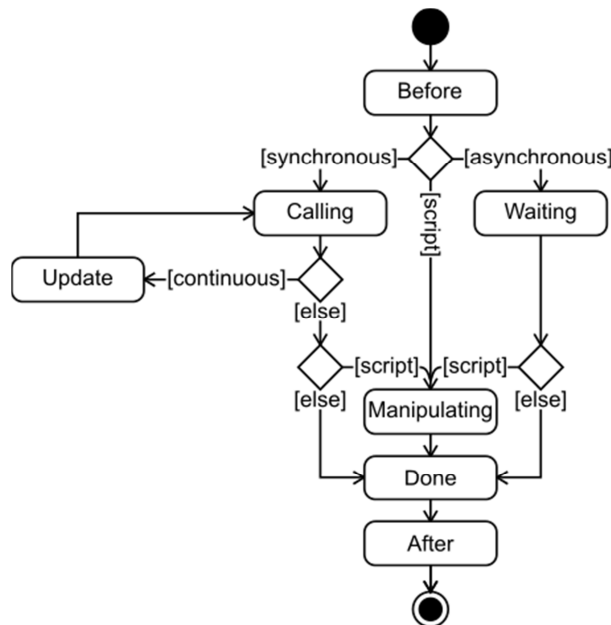 Before
[synchronous]
[asynchronous]
[script]
Calling
Waiting
Update
[continuous]
[else]
[script]
[script]
[else]
[else]
Manipulating
Done
After